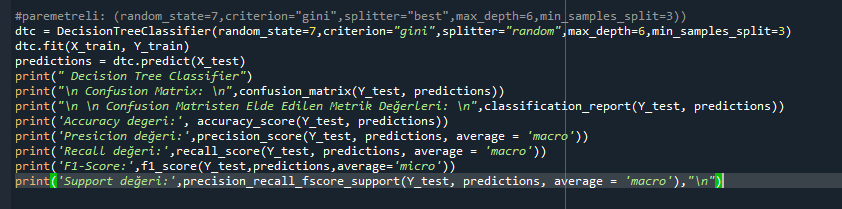 #paremetreli: (random_state=7,criterion="gini",splitter="best",max_depth=6,min_samples_split=3))
dtc = DecisionTreeClassifier(random_state=7,criterion="gini",splitter="random",max_depth=6,min_samples_split=3)
dtc.fit(X_train, Y_train)
predictions = dtc.predict(X_test)
print(" Decision Tree Classifier")
print("\n Confusion Matrix: \n",confusion_matrix(Y_test, predictions))
print("\n \n Confusion Matristen Elde Edilen Metrik Değerleri: \n",classification_report(Y_test, predictions))
print('Accuracy degeri:', accuracy_score(Y_test, predictions))
print('Presicion değeri:',precision_score(Y_test, predictions, average = 'macro'))
print('Recall değeri:',recall_score(Y_test, predictions, average = 'macro'))
print('F1-Score:',f1_score(Y_test,predictions,average='micro'))
print('Support değeri:',precision_recall_fscore_support(Y_test, predictions, average = 'macro'),"\n")